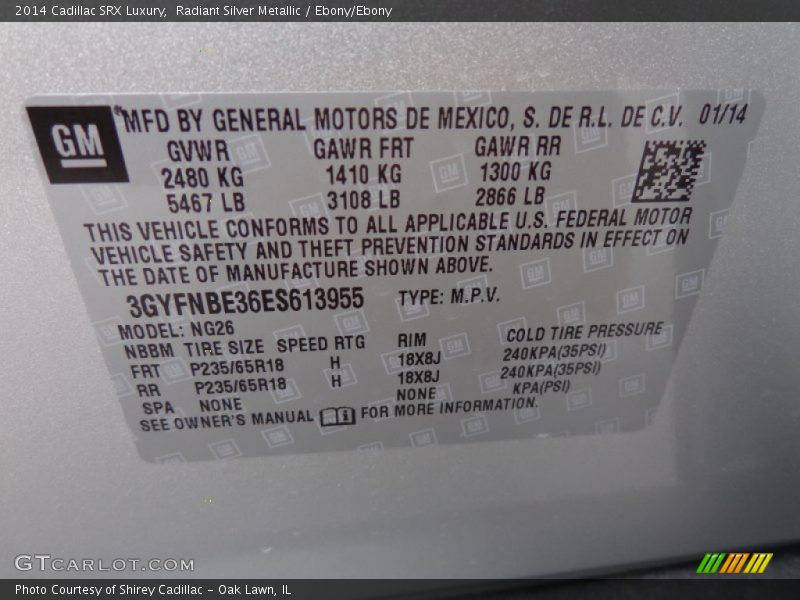 2014 Cadillac SRX Luxury,  Radiant Silver Metallic / Ebony/Ebony
GM
*MFD BY GENERAL MOTORS DE MEXICO, S. DE R.L. DE C.V.  01/14
GVWR  GAWR FRT  GAWR RR
2480 KG  1410 KG  1300 KG
5467 LB  3108 LB  2866 LB
THIS VEHICLE CONFORMS TO ALL APPLICABLE U.S. FEDERAL MOTOR
VEHICLE SAFETY AND THEFT PREVENTION STANDARDS IN EFFECT ON
THE DATE OF MANUFACTURE SHOWN ABOVE.
3GYFNBE36ES613955  TYPE: M.P.V.
MODEL: NG26
NBBM  TIRE SIZE  SPEED RTG  RIM  COLD TIRE PRESSURE
FRT  P235/65R18  H  18X8J  240KPA(35PSI)
RR  P235/65R18  H  18X8J  240KPA(35PSI)
SPA  NONE  NONE  KPA(PSI)
SEE OWNER'S MANUAL  FOR MORE INFORMATION.
GTCARLOT.COM
Photo Courtesy of Shirey Cadillac – Oak Lawn, IL